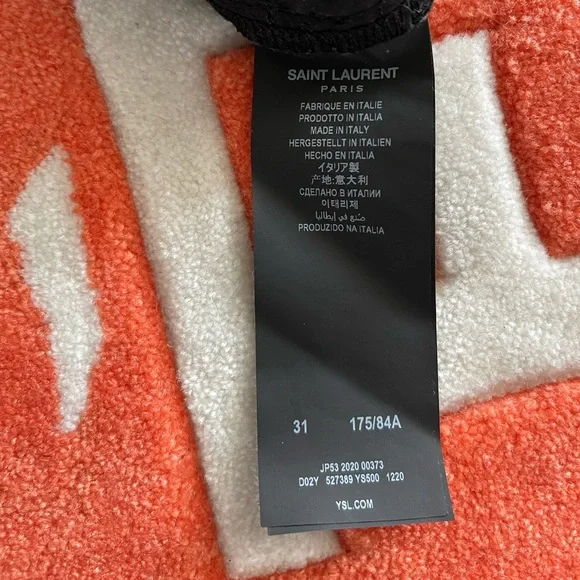 SAINT LAURENT
PARIS
FABRIQUE EN ITALIE
PRODOTTO IN ITALIA
MADE IN ITALY
HERGESTELLT IN ITALIEN
HECHO EN ITALIA
イタリア製
产地:意大利
СДЕЛАНО В ИТАЛИИ
이태리제
صنع في إيطاليا
PRODUZIDO NA ITALIA
31 175/84A
JP53 2020 00373
D02Y 527389 YS500 1220
YSL.COM